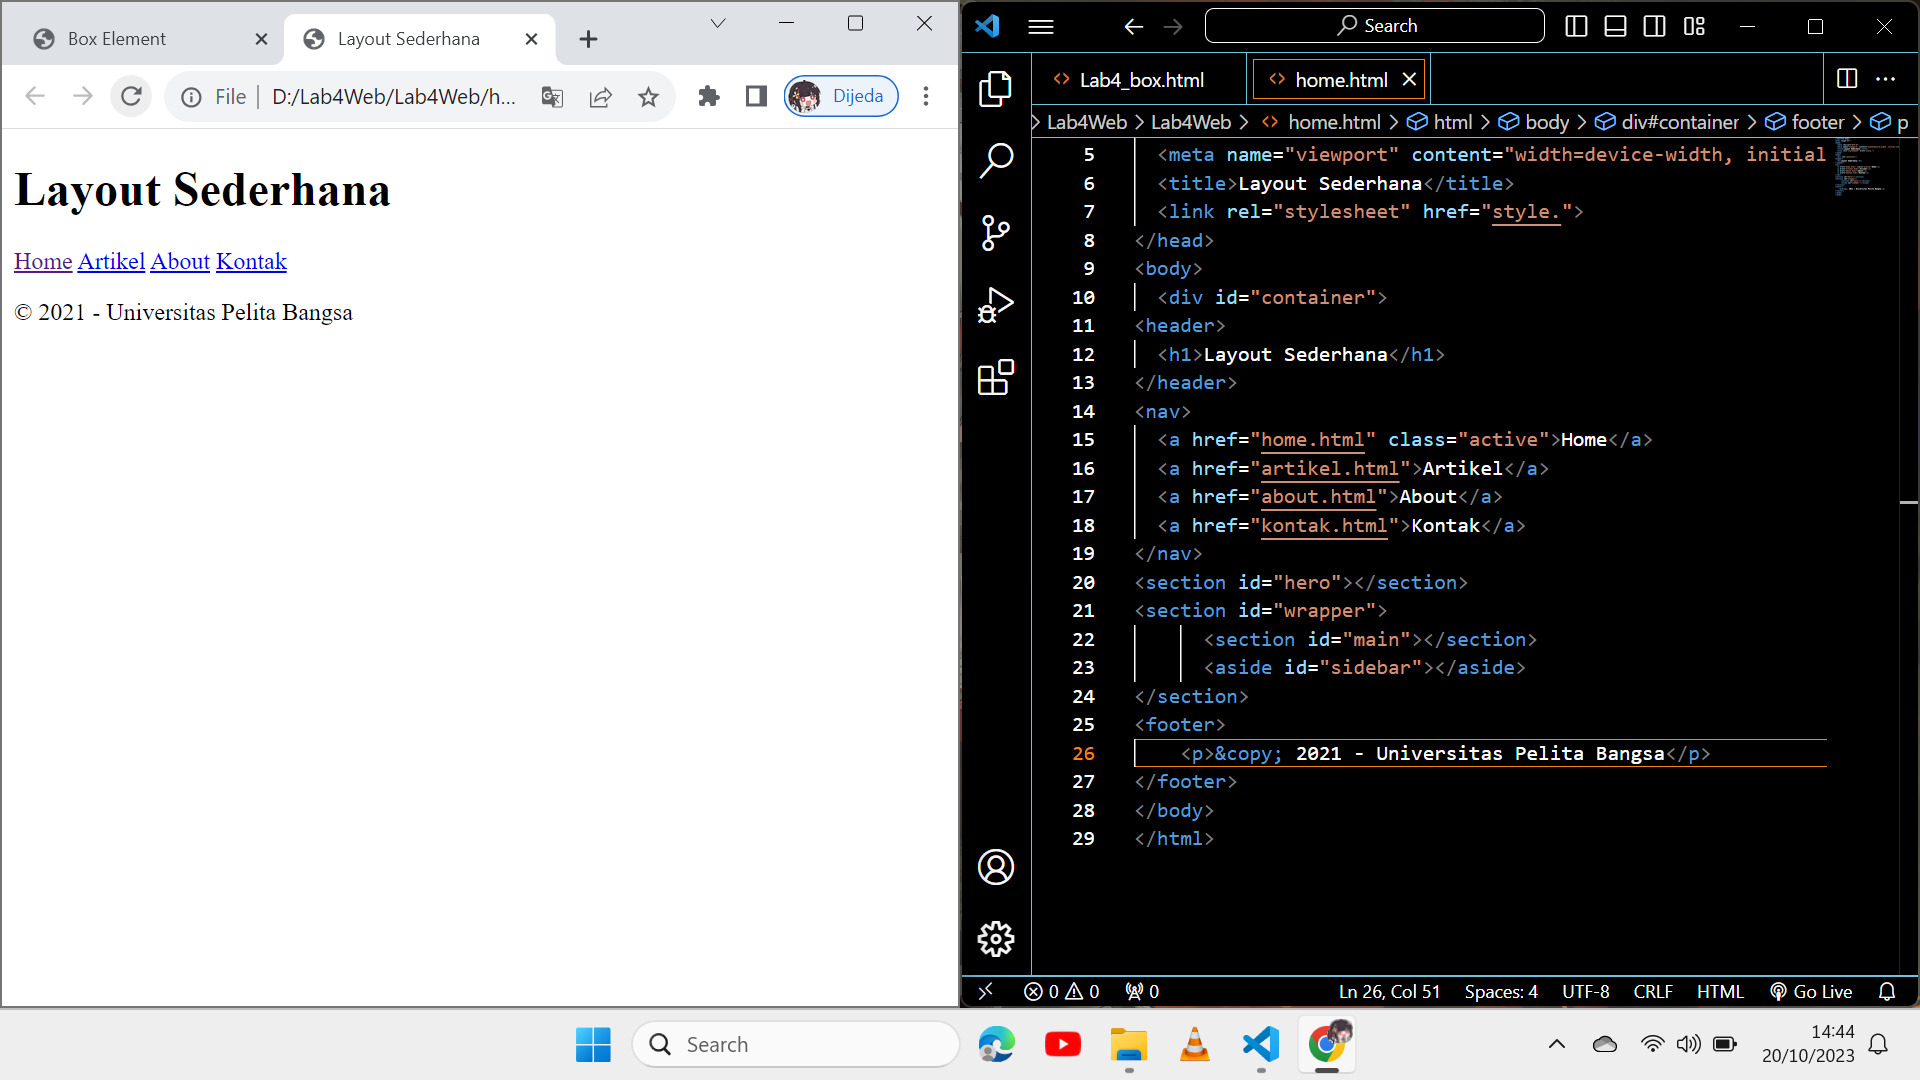 Box Element
Layout Sederhana
File
D:/Lab4Web/Lab4Web/h...
Dijeda
Layout Sederhana
Home Artikel About Kontak
© 2021 - Universitas Pelita Bangsa
Search
Lab4_box.html
home.html
Lab4Web > Lab4Web > home.html > html > body > div#container > footer > p
5 <meta name="viewport" content="width=device-width, initial
6 <title>Layout Sederhana</title>
7 <link rel="stylesheet" href="style.">
8 </head>
9 <body>
10 <div id="container">
11 <header>
12 <h1>Layout Sederhana</h1>
13 </header>
14 <nav>
15 <a href="home.html" class="active">Home</a>
16 <a href="artikel.html">Artikel</a>
17 <a href="about.html">About</a>
18 <a href="kontak.html">Kontak</a>
19 </nav>
20 <section id="hero"></section>
21 <section id="wrapper">
22 <section id="main"></section>
23 <aside id="sidebar"></aside>
24 </section>
25 <footer>
26 <p>&copy; 2021 - Universitas Pelita Bangsa</p>
27 </footer>
28 </body>
29 </html>
0 0 0 Ln 26, Col 51 Spaces: 4 UTF-8 CRLF HTML Go Live
Search
14:44
20/10/2023